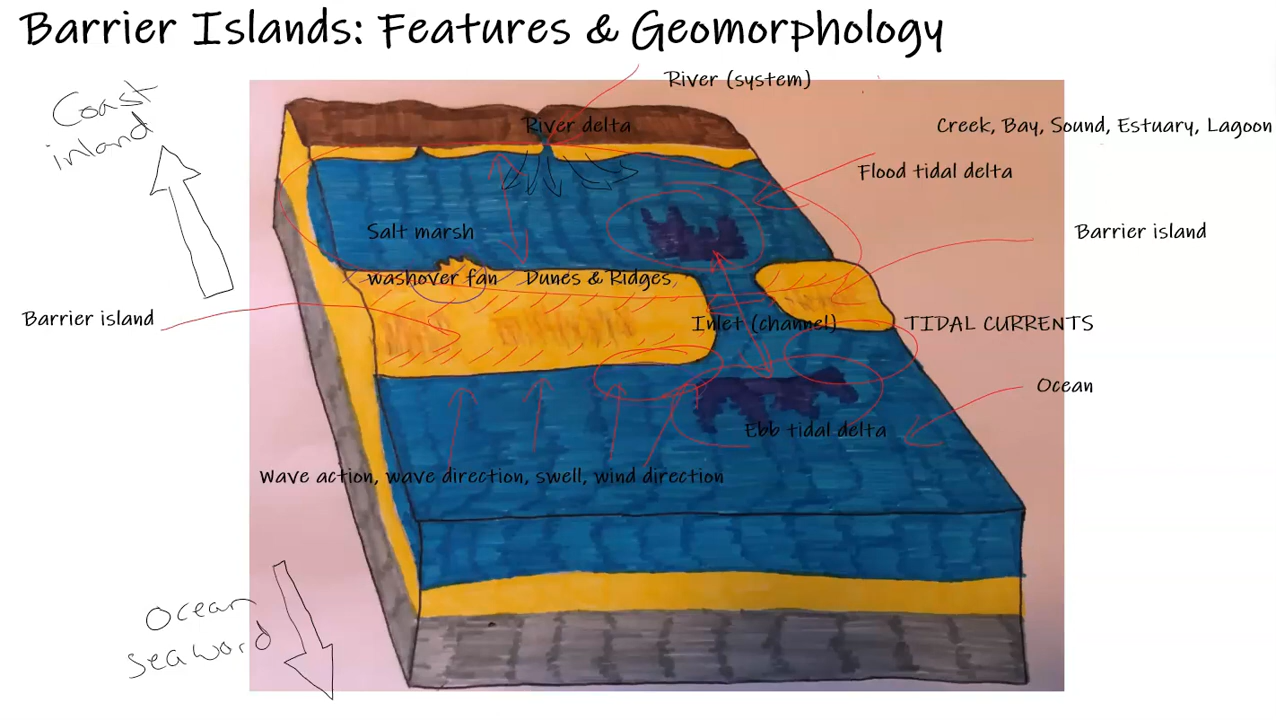 Barrier Islands: Features & Geomorphology
River (system)
Coast
inland
River delta
Creek, Bay, Sound, Estuary, Lagoon
Flood tidal delta
Salt marsh
Barrier island
washover fan
Dunes & Ridges,
Barrier island
Inlet (channel)
TIDAL CURRENTS
Ocean
Ebb tidal delta
Wave action, wave direction, swell, wind direction
Ocean
seaword